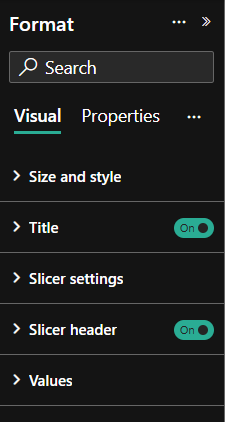 Format
Search
Visual Properties
Size and style
Title On
Slicer settings
Slicer header On
Values